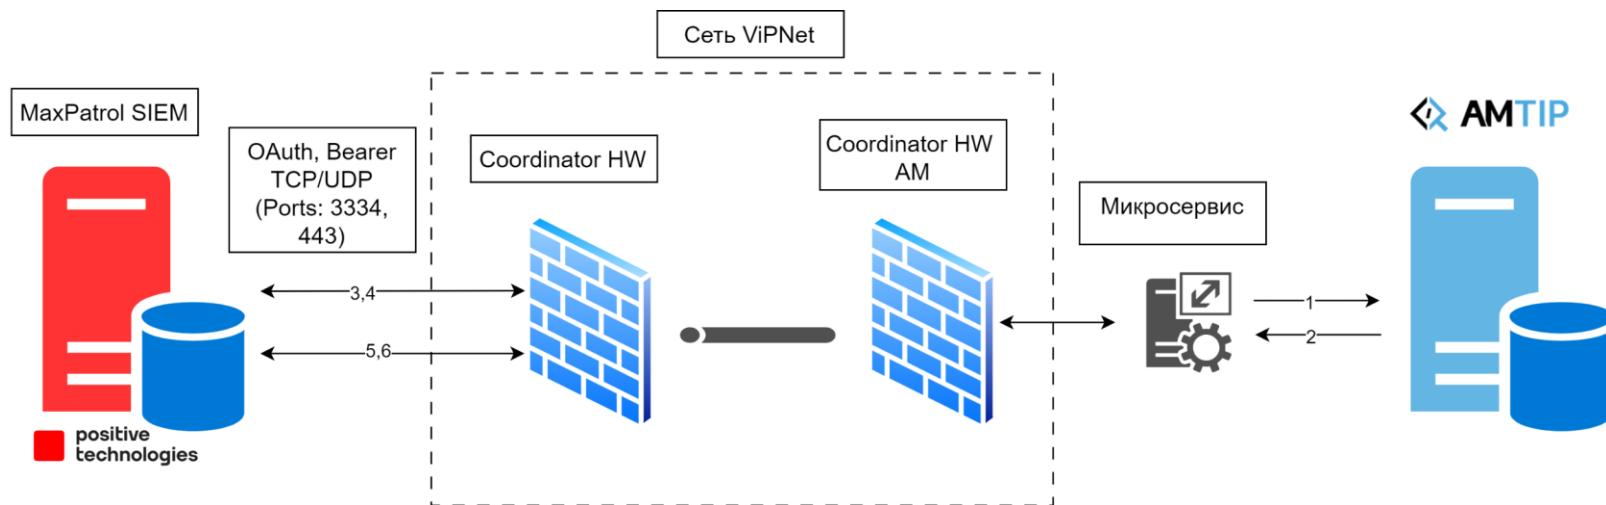 Сеть ViPNet
MaxPatrol SIEM
OAuth, Bearer
TCP/UDP
(Ports: 3334,
443)
Coordinator HW
Coordinator HW
AM
Микросервис
AMTIP
3,4
5,6
1
2
positive
technologies